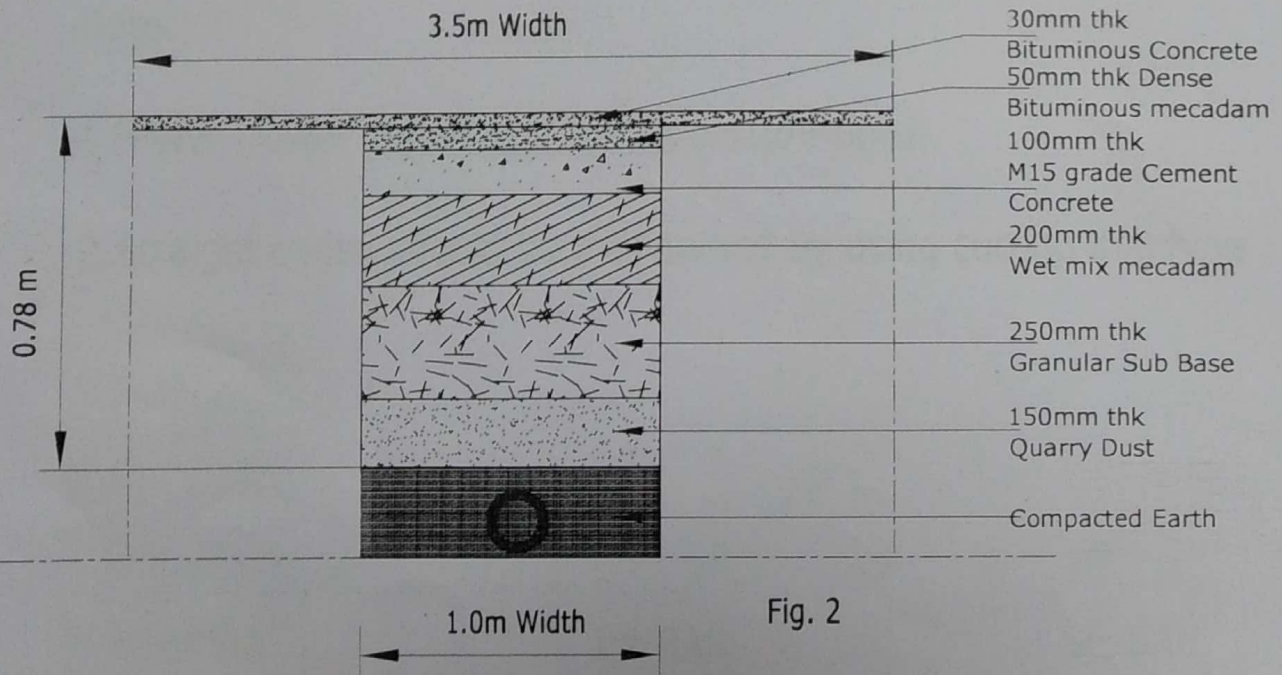 3.5m Width
30mm thk
Bituminous Concrete
50mm thk Dense
Bituminous mecadam
100mm thk
M15 grade Cement
Concrete
200mm thk
Wet mix mecadam
250mm thk
Granular Sub Base
150mm thk
Quarry Dust
Compacted Earth
0.78 m
1.0m Width
Fig. 2